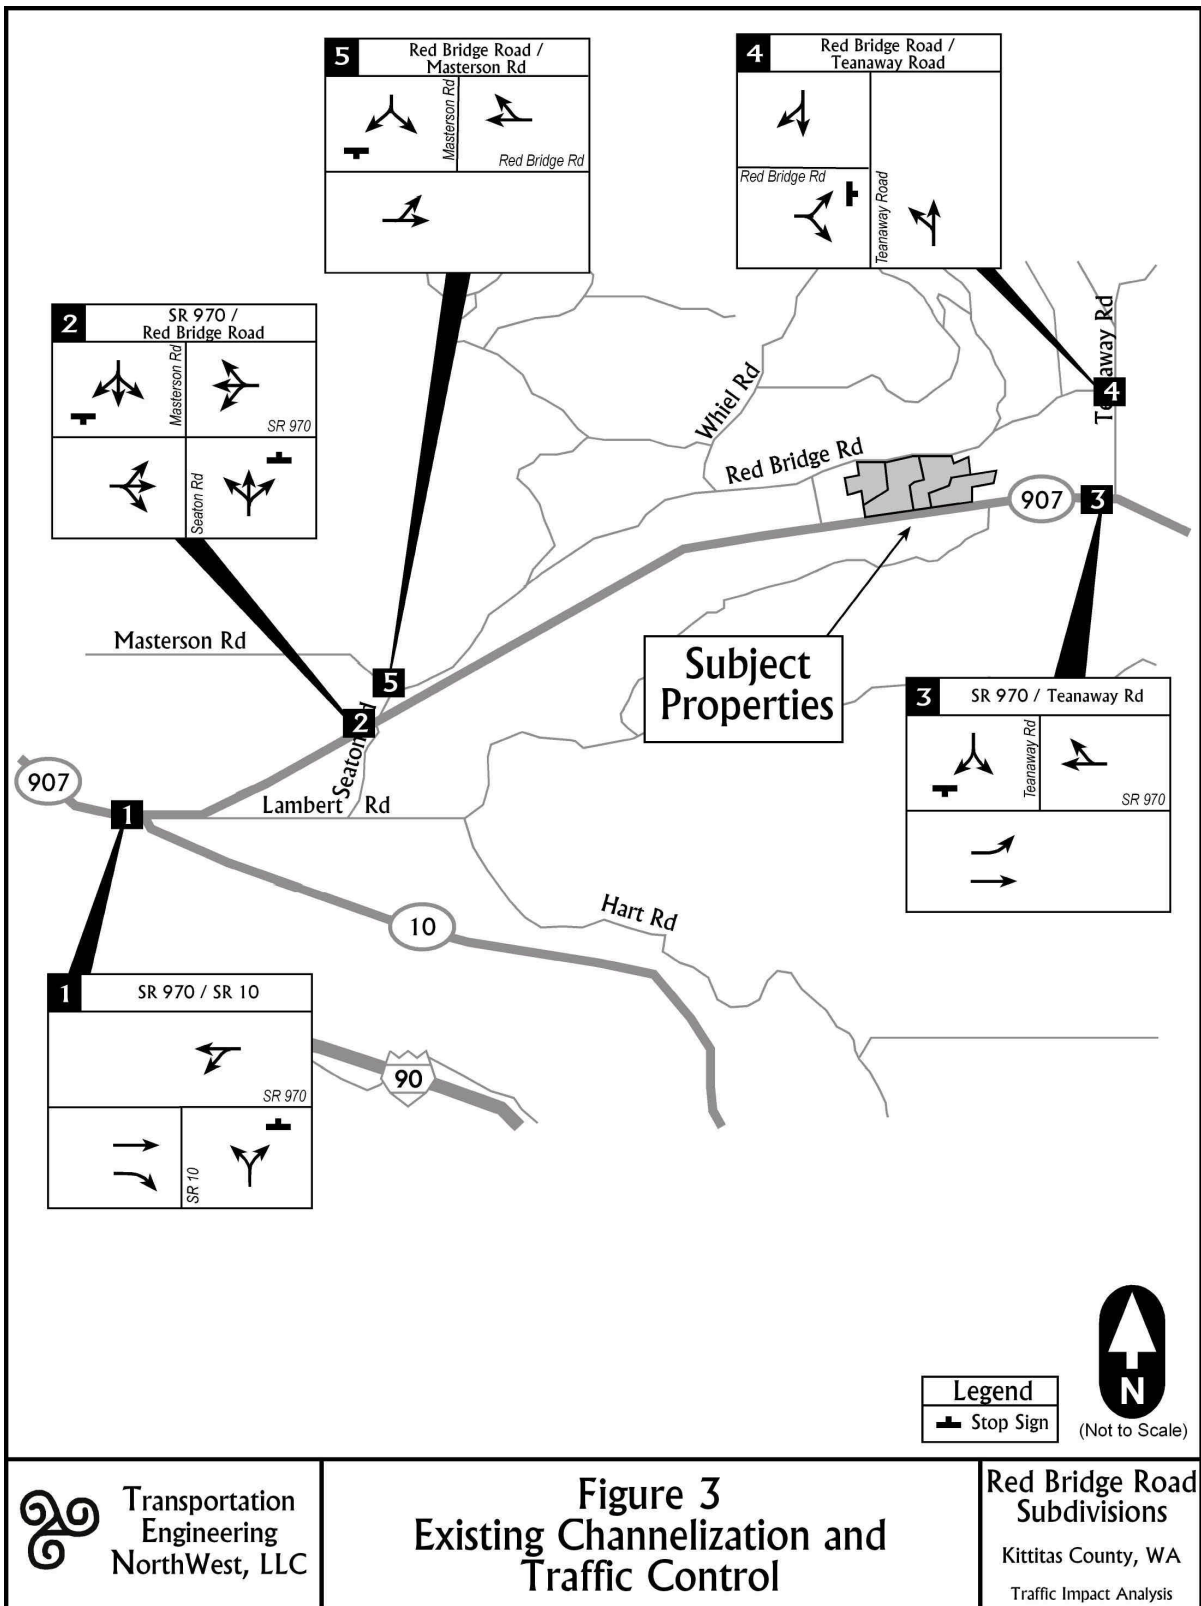 5
Red Bridge Road /
Masterson Rd
Masterson Rd
Red Bridge Rd
4
Red Bridge Road /
Teanaway Road
Red Bridge Rd
Teanaway Road
2
SR 970 /
Red Bridge Road
Masterson Rd
SR 970
Seaton Rd
Teanaway Rd
4
Whiel Rd
Red Bridge Rd
907
3
Masterson Rd
5
2
Seaton Rd
Subject
Properties
3
SR 970 / Teanaway Rd
Teanaway Rd
SR 970
907
1
Lambert Rd
10
Hart Rd
1
SR 970 / SR 10
SR 970
SR 10
90
Legend
Stop Sign
N
(Not to Scale)
Transportation
Engineering
NorthWest, LLC
Figure 3
Existing Channelization and
Traffic Control
Red Bridge Road
Subdivisions
Kittitas County, WA
Traffic Impact Analysis